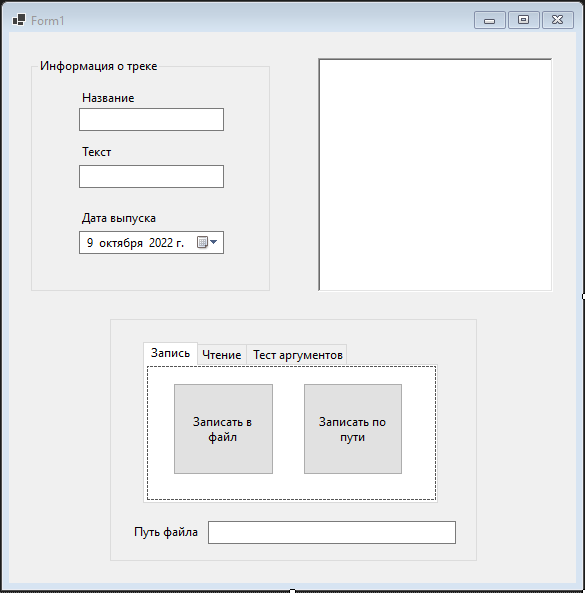 Form1
Информация о треке
Название
Текст
Дата выпуска
9 октября 2022 г.
Запись Чтение Тест аргументов
Записать в
файл
Записать по
пути
Путь файла